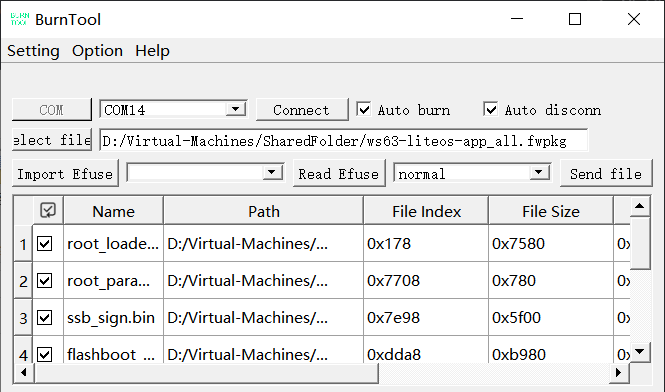 BURN
TOOL
BurnTool
Setting Option Help
COM COM14 Connect Auto burn Auto disconn
elect file D:/Virtual-Machines/SharedFolder/ws63-liteos-app_all.fwpkg
Import Efuse Read Efuse normal Send file
Name Path File Index File Size
1 root_loade... D:/Virtual-Machines/... 0x178 0x7580 0x
2 root_para... D:/Virtual-Machines/... 0x7708 0x780 0x
3 ssb_sign.bin D:/Virtual-Machines/... 0x7e98 0x5f00 0x
4 flashboot_... D:/Virtual-Machines/... 0xdda8 0xb980 0x